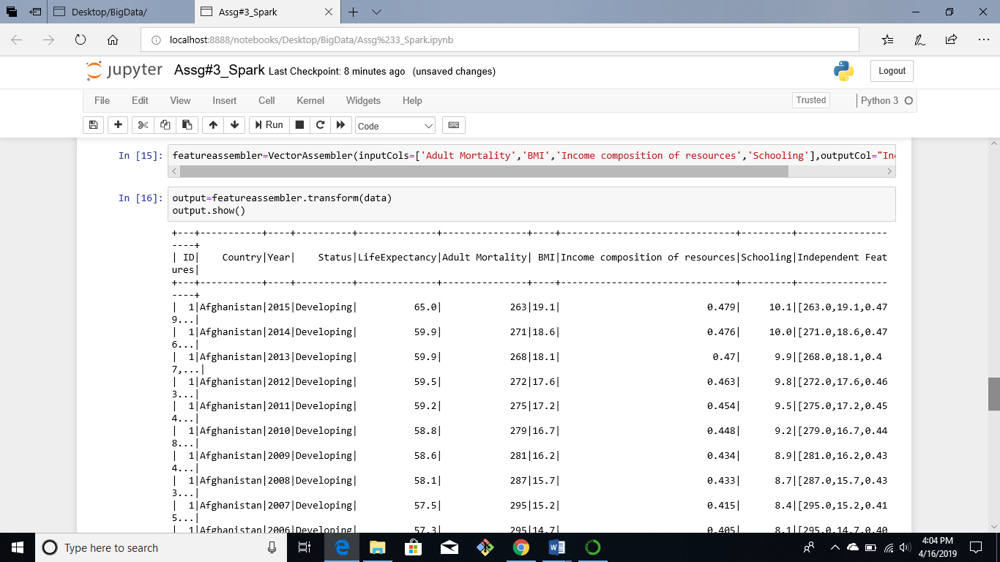 Desktop/BigData/
Assg#3_Spark
localhost:8888/notebooks/Desktop/BigData/Assg%233_Spark.ipynb
jupyter Assg#3_Spark Last Checkpoint: 8 minutes ago (unsaved changes)
Logout
File Edit View Insert Cell Kernel Widgets Help
Trusted
Python 3
Run
Code
In [15]: featureassembler=VectorAssembler(inputCols=['Adult Mortality','BMI','Income composition of resources','Schooling'],outputCol="In
In [16]: output=featureassembler.transform(data)
output.show()
+---+-----------+----+----------+--------------+---------------+----+-------------------------------+---------+----------------
----+
| ID|    Country|Year|    Status|LifeExpectancy|Adult Mortality| BMI|Income composition of resources|Schooling|Independent Feat
ures|
+---+-----------+----+----------+--------------+---------------+----+-------------------------------+---------+----------------
----+
|  1|Afghanistan|2015|Developing|          65.0|            263|19.1|                          0.479|     10.1|[263.0,19.1,0.47
9...|
|  1|Afghanistan|2014|Developing|          59.9|            271|18.6|                          0.476|     10.0|[271.0,18.6,0.47
6...|
|  1|Afghanistan|2013|Developing|          59.9|            268|18.1|                           0.47|      9.9|[268.0,18.1,0.4
7,...|
|  1|Afghanistan|2012|Developing|          59.5|            272|17.6|                          0.463|      9.8|[272.0,17.6,0.46
3...|
|  1|Afghanistan|2011|Developing|          59.2|            275|17.2|                          0.454|      9.5|[275.0,17.2,0.45
4...|
|  1|Afghanistan|2010|Developing|          58.8|            279|16.7|                          0.448|      9.2|[279.0,16.7,0.44
8...|
|  1|Afghanistan|2009|Developing|          58.6|            281|16.2|                          0.434|      8.9|[281.0,16.2,0.43
4...|
|  1|Afghanistan|2008|Developing|          58.1|            287|15.7|                          0.433|      8.7|[287.0,15.7,0.43
3...|
|  1|Afghanistan|2007|Developing|          57.5|            295|15.2|                          0.415|      8.4|[295.0,15.2,0.41
5...|
|  1|Afghanistan|2006|Developing|          57.3|            295|14.7|                          0.405|      8.1|[295.0,14.7,0.40
Type here to search
4:04 PM
4/16/2019